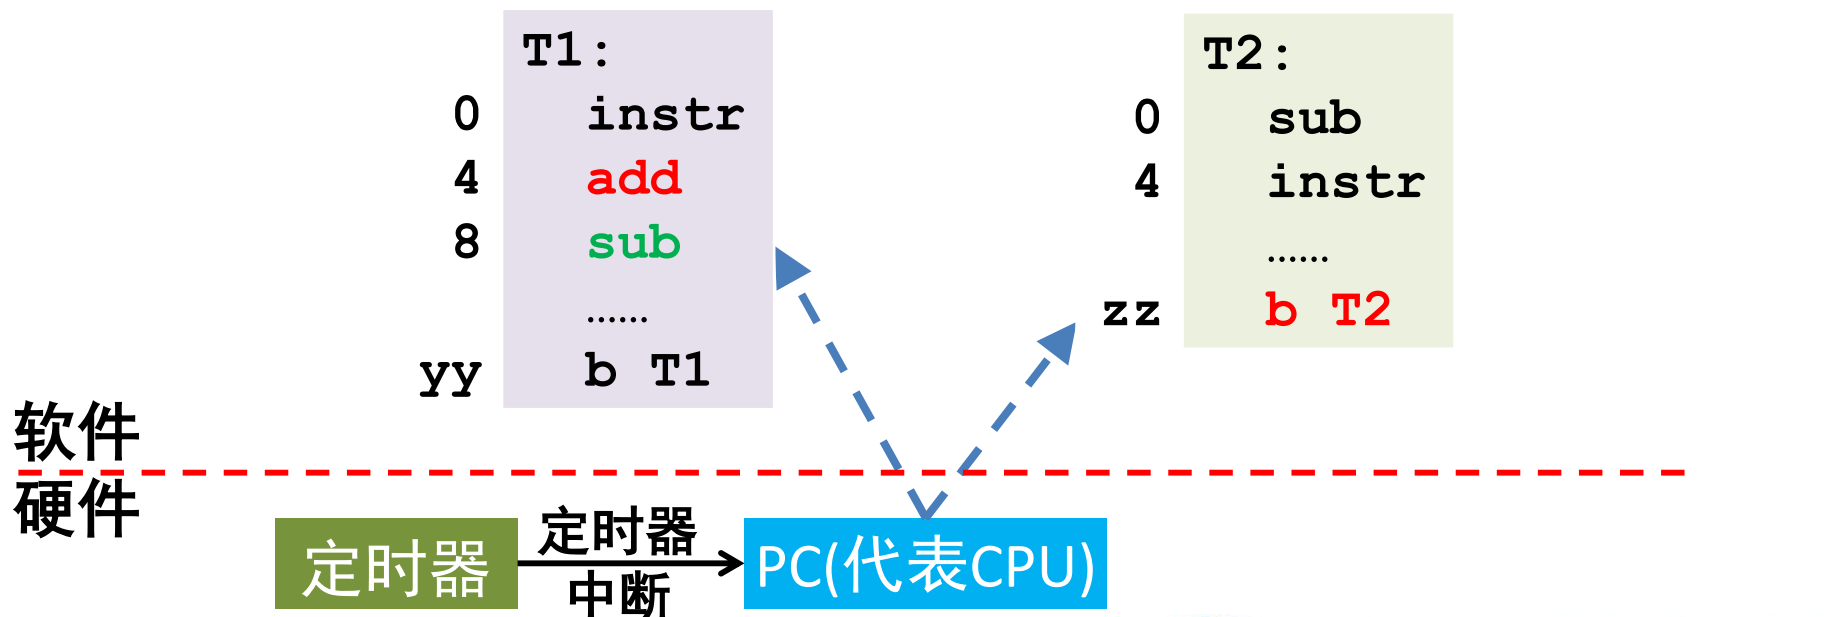 T1:
0 instr
4 add
8 sub
……
yy b T1
T2:
0 sub
4 instr
……
zz b T2
软件
硬件
定时器
定时器
中断
PC(代表CPU)